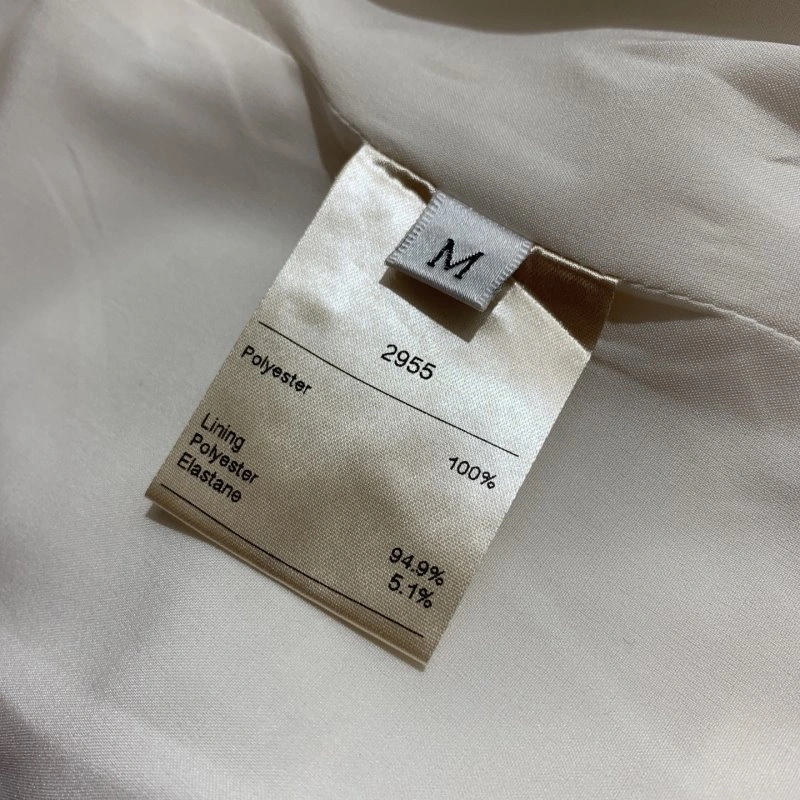 M
2955
Polyester 100%
Lining
Polyester 94.9%
Elastane 5.1%